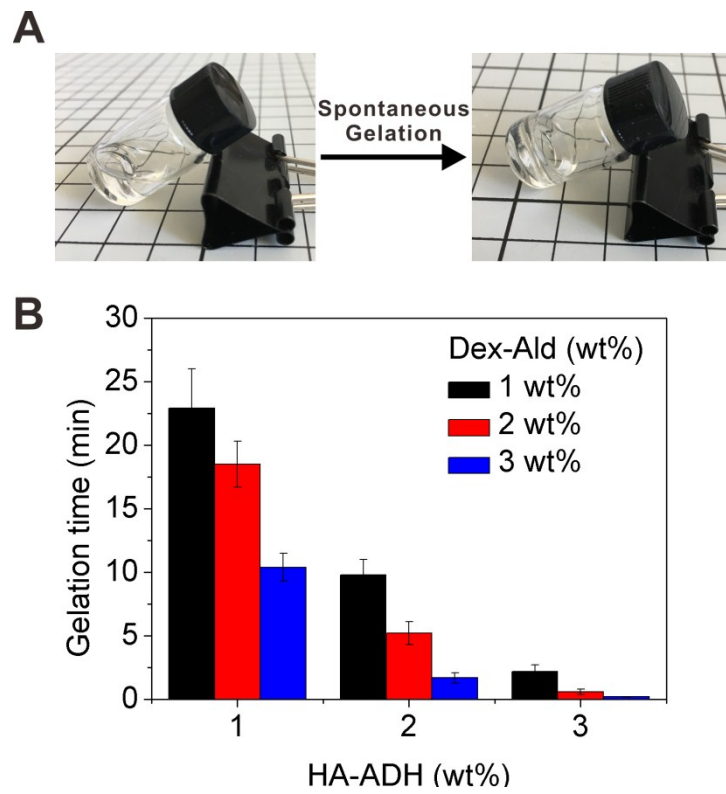 A
Spontaneous
Gelation
B
Gelation time (min)
30
25
20
15
10
5
0
Dex-Ald (wt%)
1 wt%
2 wt%
3 wt%
1 2 3
HA-ADH (wt%)